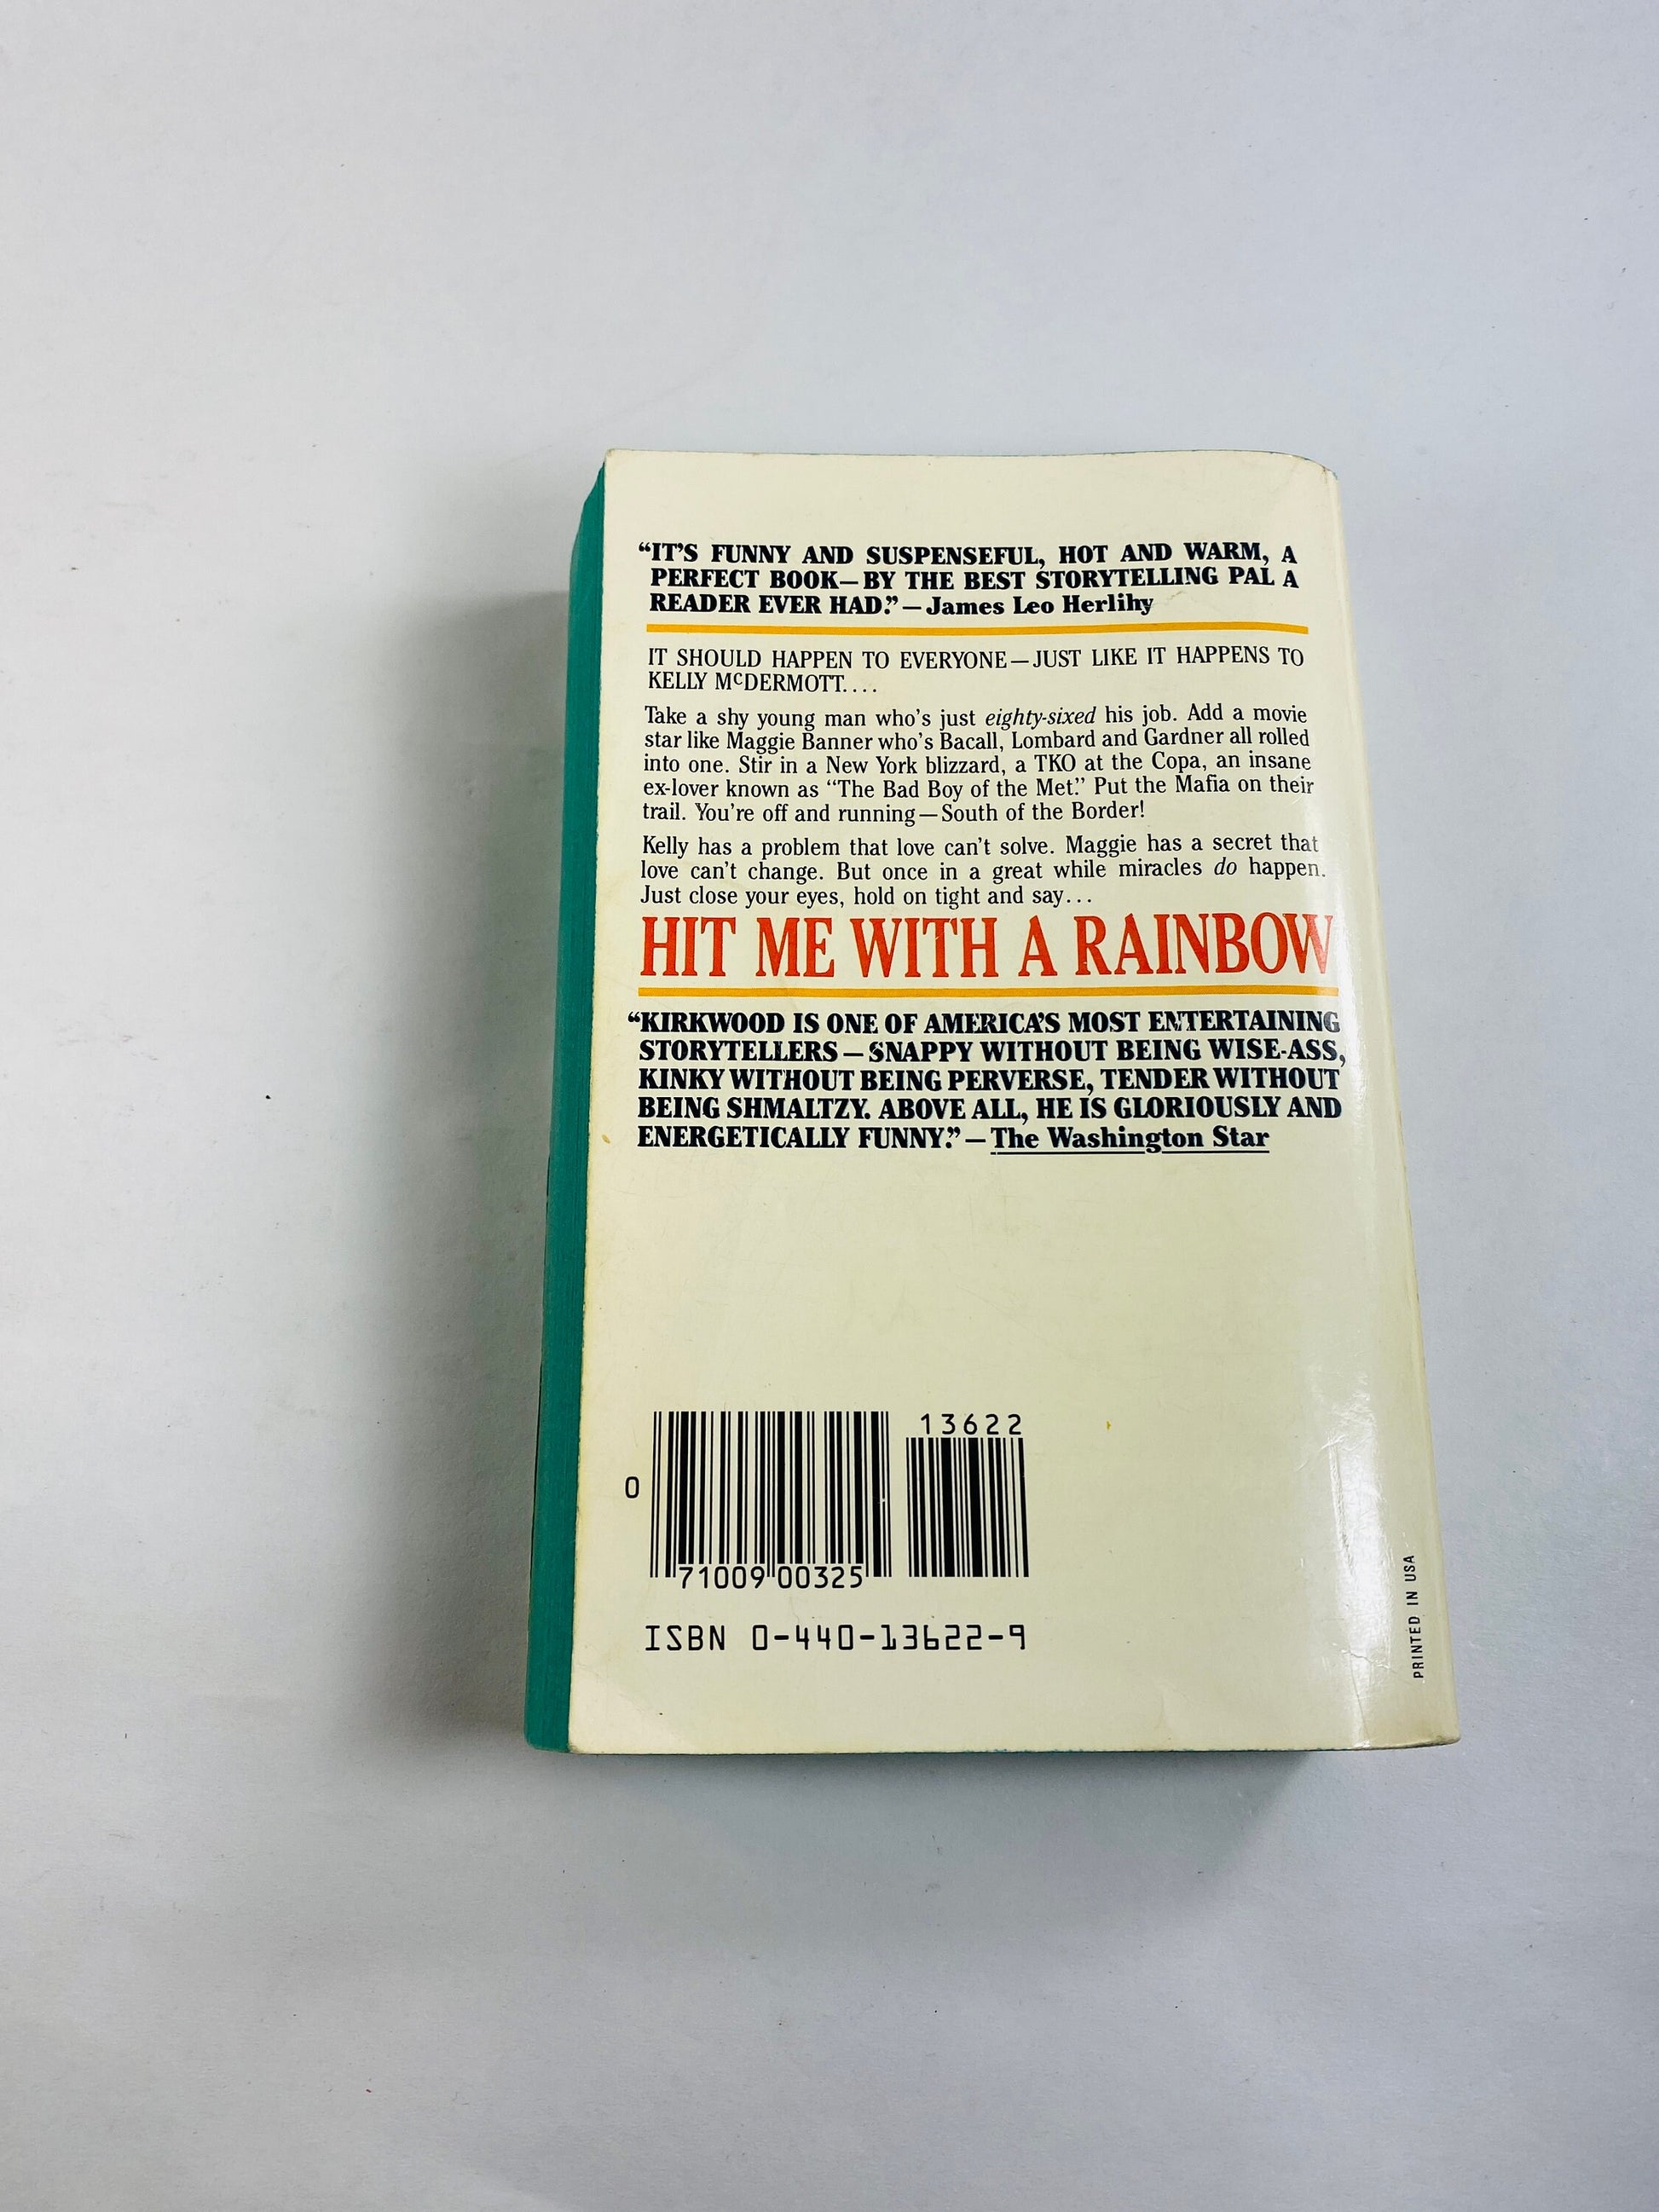 “IT’S FUNNY AND SUSPENSEFUL, HOT AND WARM, A
PERFECT BOOK—BY THE BEST STORYTELLING PAL A
READER EVER HAD.”—James Leo Herlihy
IT SHOULD HAPPEN TO EVERYONE—JUST LIKE IT HAPPENS TO
KELLY McDERMOTT....
Take a shy young man who’s just eighty-sixed his job. Add a movie
star like Maggie Banner who’s Bacall, Lombard and Gardner all rolled
into one. Stir in a New York blizzard, a TKO at the Copa, an insane
ex-lover known as “The Bad Boy of the Met.” Put the Mafia on their
trail. You’re off and running—South of the Border!
Kelly has a problem that love can’t solve. Maggie has a secret that
love can’t change. But once in a great while miracles do happen.
Just close your eyes, hold on tight and say...
HIT ME WITH A RAINBOW
“KIRKWOOD IS ONE OF AMERICA’S MOST ENTERTAINING
STORYTELLERS—SNAPPY WITHOUT BEING WISE-ASS,
KINKY WITHOUT BEING PERVERSE, TENDER WITHOUT
BEING SHMALTZY. ABOVE ALL, HE IS GLORIOUSLY AND
ENERGETICALLY FUNNY.”—The Washington Star
13622
0
71009 00325
ISBN 0-440-13622-9
PRINTED IN USA